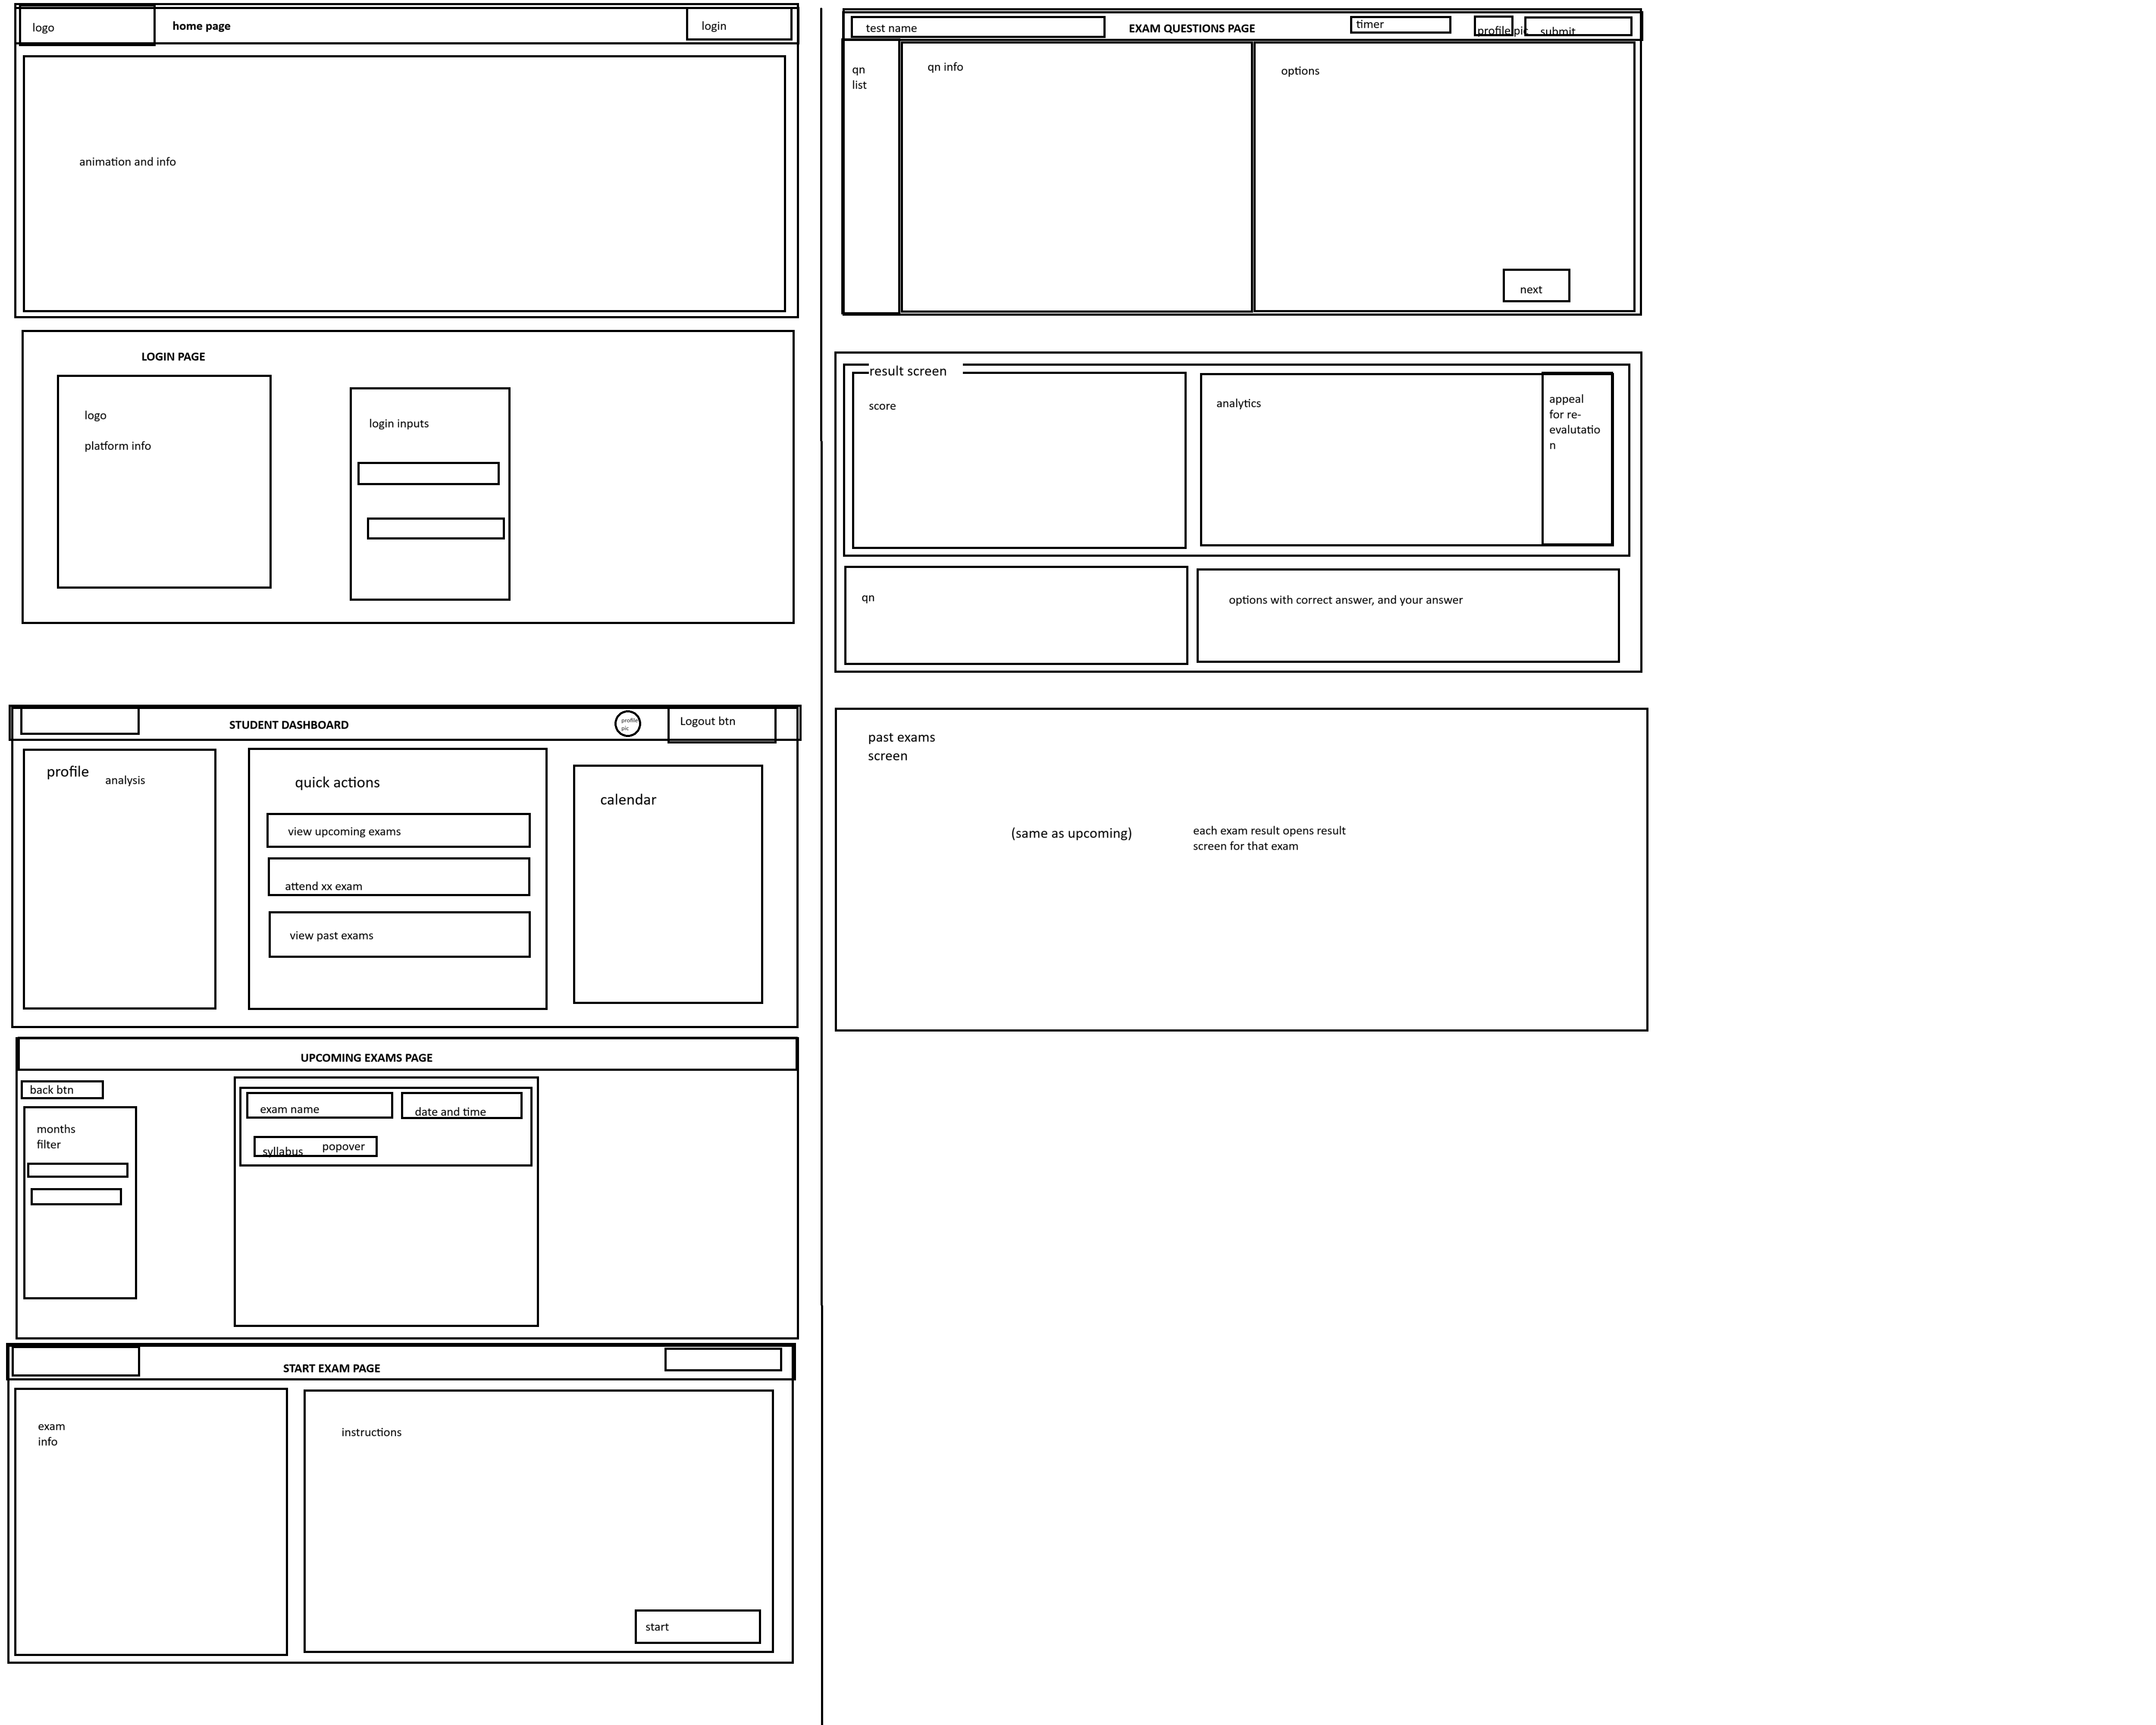 logo
home page
login
animation and info
LOGIN PAGE
logo
platform info
login inputs
STUDENT DASHBOARD
profile
pic
Logout btn
profile
analysis
quick actions
view upcoming exams
attend xx exam
view past exams
calendar
UPCOMING EXAMS PAGE
back btn
months
filter
exam name
date and time
syllabus
popover
START EXAM PAGE
exam
info
instructions
start
test name
EXAM QUESTIONS PAGE
timer
profile pic
submit
qn
list
qn info
options
next
result screen
score
analytics
appeal
for re-
evalutatio
n
qn
options with correct answer, and your answer
past exams
screen
(same as upcoming)
each exam result opens result
screen for that exam